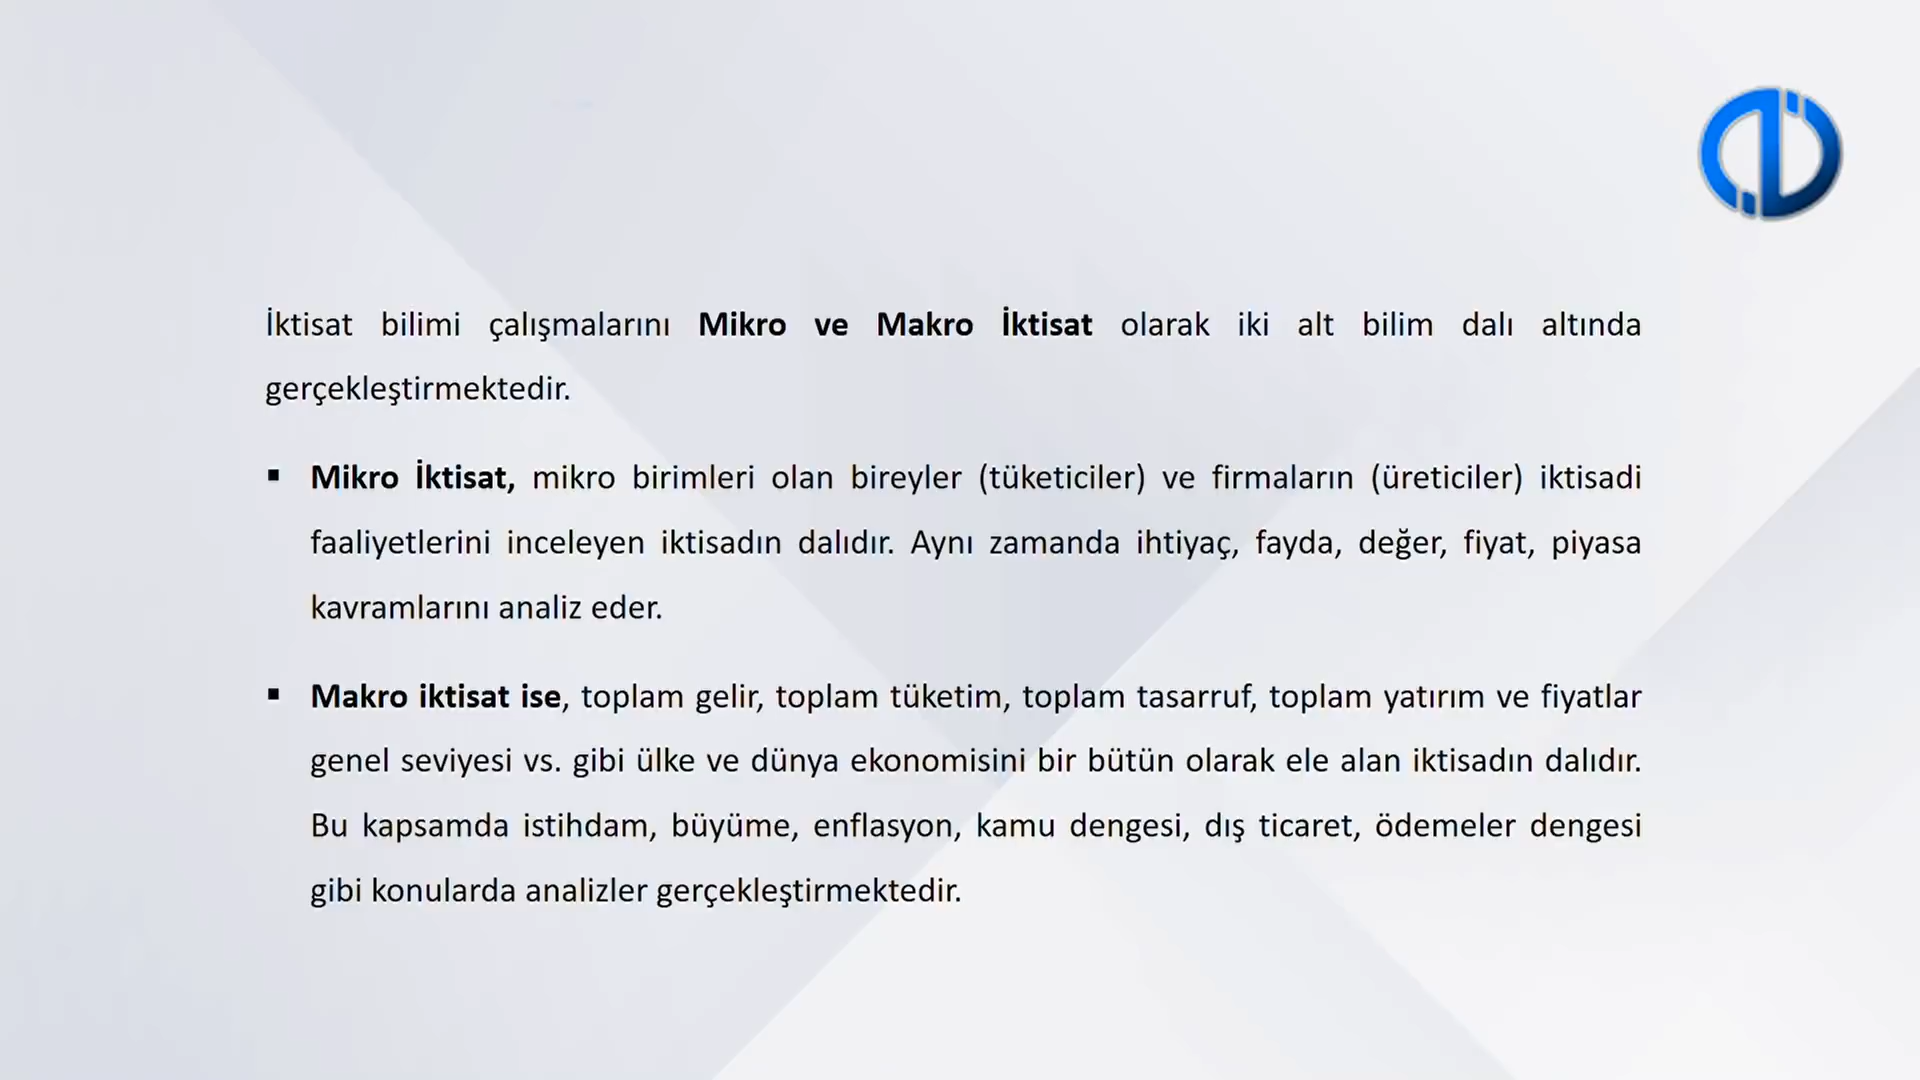 İktisat bilimi çalışmalarını Mikro ve Makro İktisat olarak iki alt bilim dalı altında
gerçekleştirmektedir.
▪ Mikro İktisat, mikro birimleri olan bireyler (tüketiciler) ve firmaların (üreticiler) iktisadi
faaliyetlerini inceleyen iktisadın dalıdır. Aynı zamanda ihtiyaç, fayda, değer, fiyat, piyasa
kavramlarını analiz eder.
▪ Makro iktisat ise, toplam gelir, toplam tüketim, toplam tasarruf, toplam yatırım ve fiyatlar
genel seviyesi vs. gibi ülke ve dünya ekonomisini bir bütün olarak ele alan iktisadın dalıdır.
Bu kapsamda istihdam, büyüme, enflasyon, kamu dengesi, dış ticaret, ödemeler dengesi
gibi konularda analizler gerçekleştirmektedir.